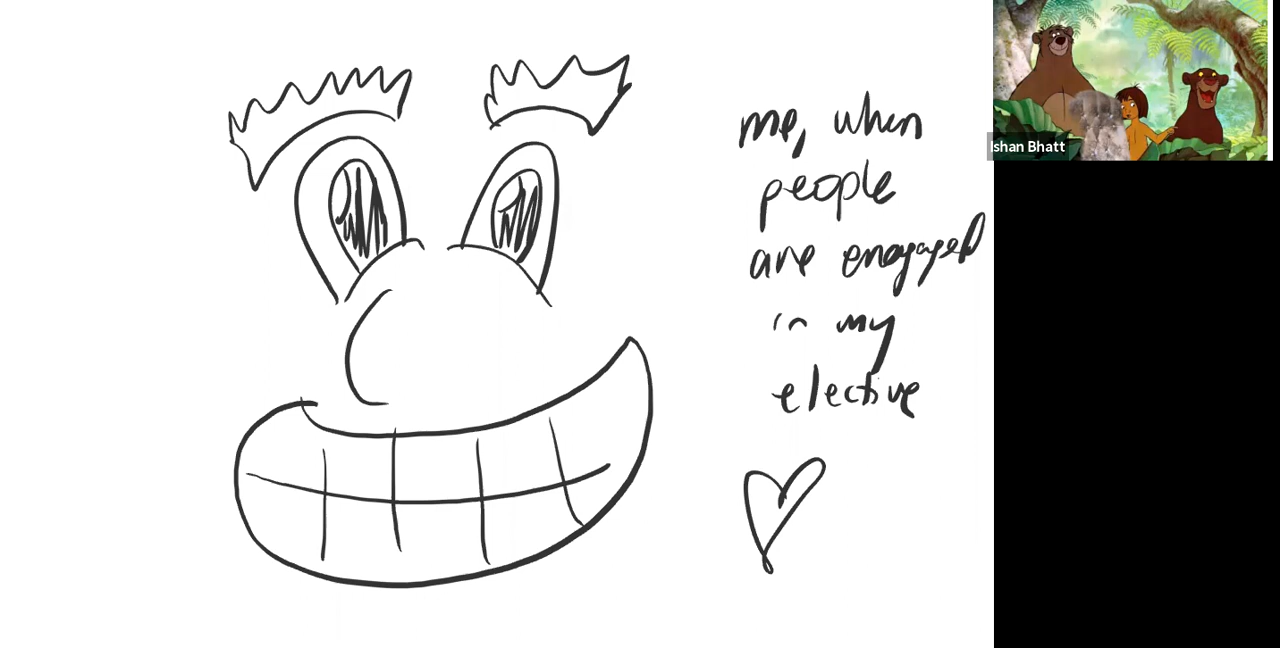 me, when
people
are engaged
in my
elective
Ishan Bhatt